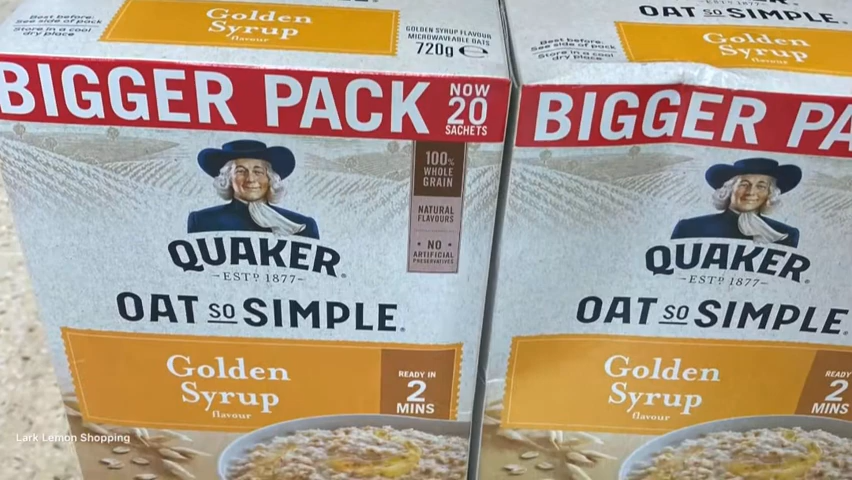 Best before:
See side of pack
Store in a cool
dry place
Golden
Syrup
flavour
GOLDEN SYRUP FLAVOUR
MICROWAVEABLE OATS
720g e
BIGGER PACK
NOW
20
SACHETS
100%
WHOLE
GRAIN
NATURAL
FLAVOURS
• NO •
ARTIFICIAL
PRESERVATIVES
QUAKER®
–ESTD 1877–
OAT SO SIMPLE®
Golden
Syrup
flavour
READY IN
2
MINS
OAT SO SIMPLE
Best before:
See side of pack
Store in a cool
dry place
Golden
Syrup
flavour
BIGGER PA
QUAKER®
–ESTD 1877–
OAT SO SIMPLE®
Golden
Syrup
flavour
READY
2
MINS
Lark Lemon Shopping